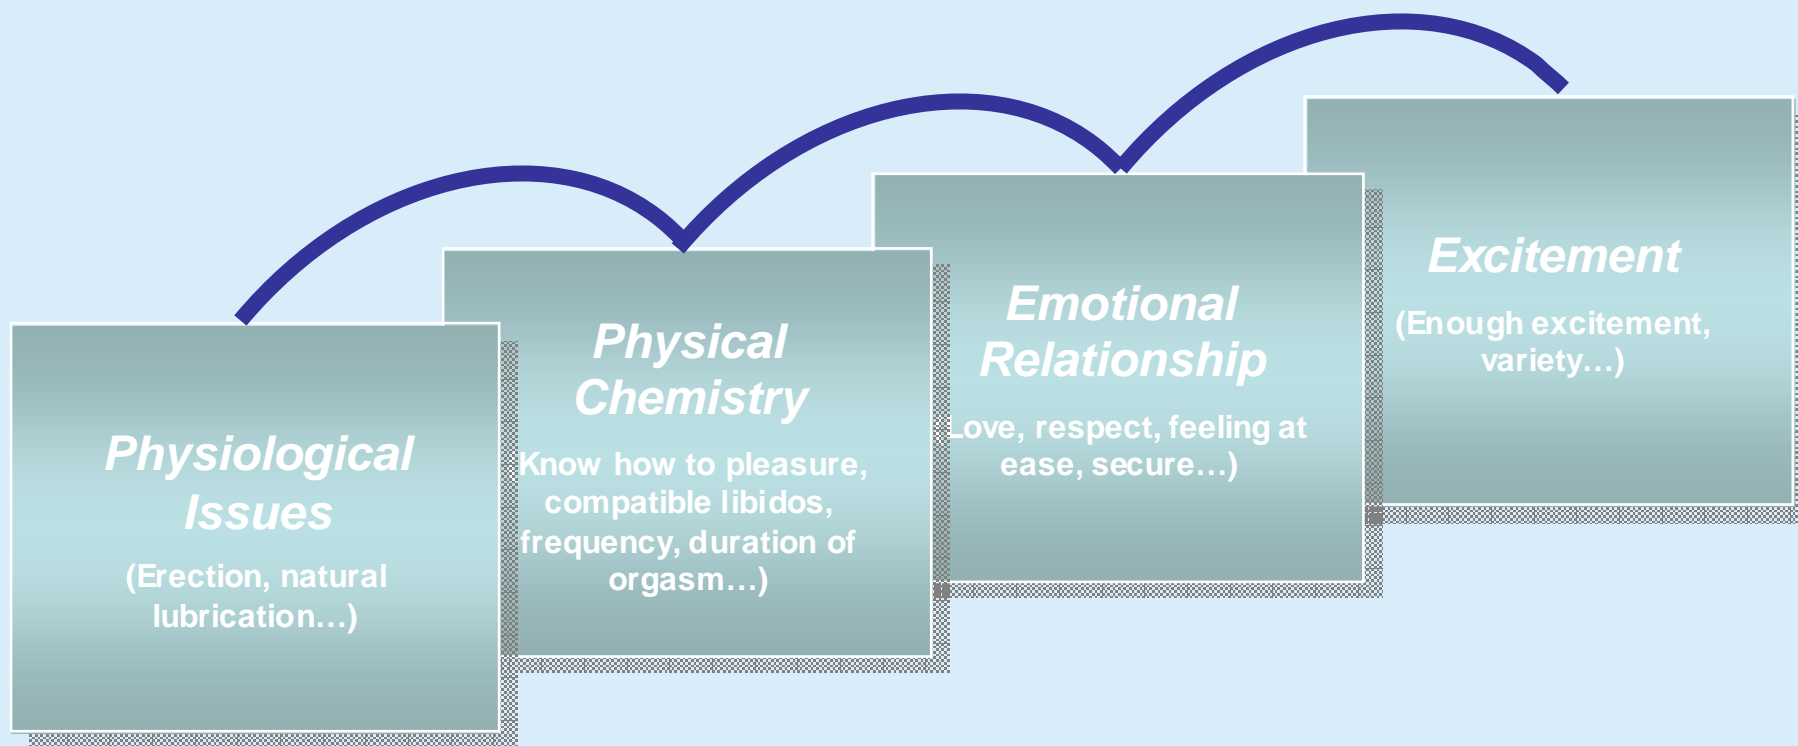 Physiological
Issues
(Erection, natural
lubrication…)
Physical
Chemistry
Know how to pleasure,
compatible libidos,
frequency, duration of
orgasm…)
Emotional
Relationship
Love, respect, feeling at
ease, secure…)
Excitement
(Enough excitement,
variety…)